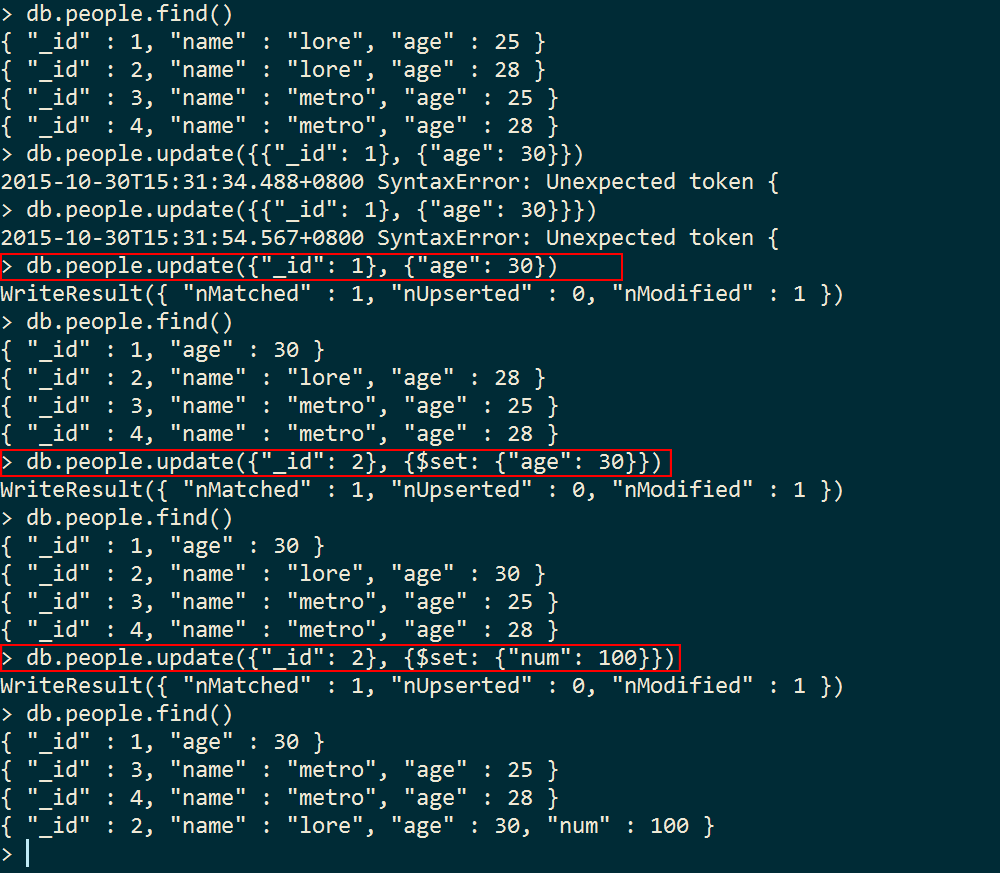 > db.people.find()
{ "_id" : 1, "name" : "lore", "age" : 25 }
{ "_id" : 2, "name" : "lore", "age" : 28 }
{ "_id" : 3, "name" : "metro", "age" : 25 }
{ "_id" : 4, "name" : "metro", "age" : 28 }
> db.people.update({{"_id": 1}, {"age": 30}})
2015-10-30T15:31:34.488+0800 SyntaxError: Unexpected token {
> db.people.update({{"_id": 1}, {"age": 30}}})
2015-10-30T15:31:54.567+0800 SyntaxError: Unexpected token {
> db.people.update({"_id": 1}, {"age": 30})
WriteResult({ "nMatched" : 1, "nUpserted" : 0, "nModified" : 1 })
> db.people.find()
{ "_id" : 1, "age" : 30 }
{ "_id" : 2, "name" : "lore", "age" : 28 }
{ "_id" : 3, "name" : "metro", "age" : 25 }
{ "_id" : 4, "name" : "metro", "age" : 28 }
> db.people.update({"_id": 2}, {$set: {"age": 30}})
WriteResult({ "nMatched" : 1, "nUpserted" : 0, "nModified" : 1 })
> db.people.find()
{ "_id" : 1, "age" : 30 }
{ "_id" : 2, "name" : "lore", "age" : 30 }
{ "_id" : 3, "name" : "metro", "age" : 25 }
{ "_id" : 4, "name" : "metro", "age" : 28 }
> db.people.update({"_id": 2}, {$set: {"num": 100}})
WriteResult({ "nMatched" : 1, "nUpserted" : 0, "nModified" : 1 })
> db.people.find()
{ "_id" : 1, "age" : 30 }
{ "_id" : 3, "name" : "metro", "age" : 25 }
{ "_id" : 4, "name" : "metro", "age" : 28 }
{ "_id" : 2, "name" : "lore", "age" : 30, "num" : 100 }
>